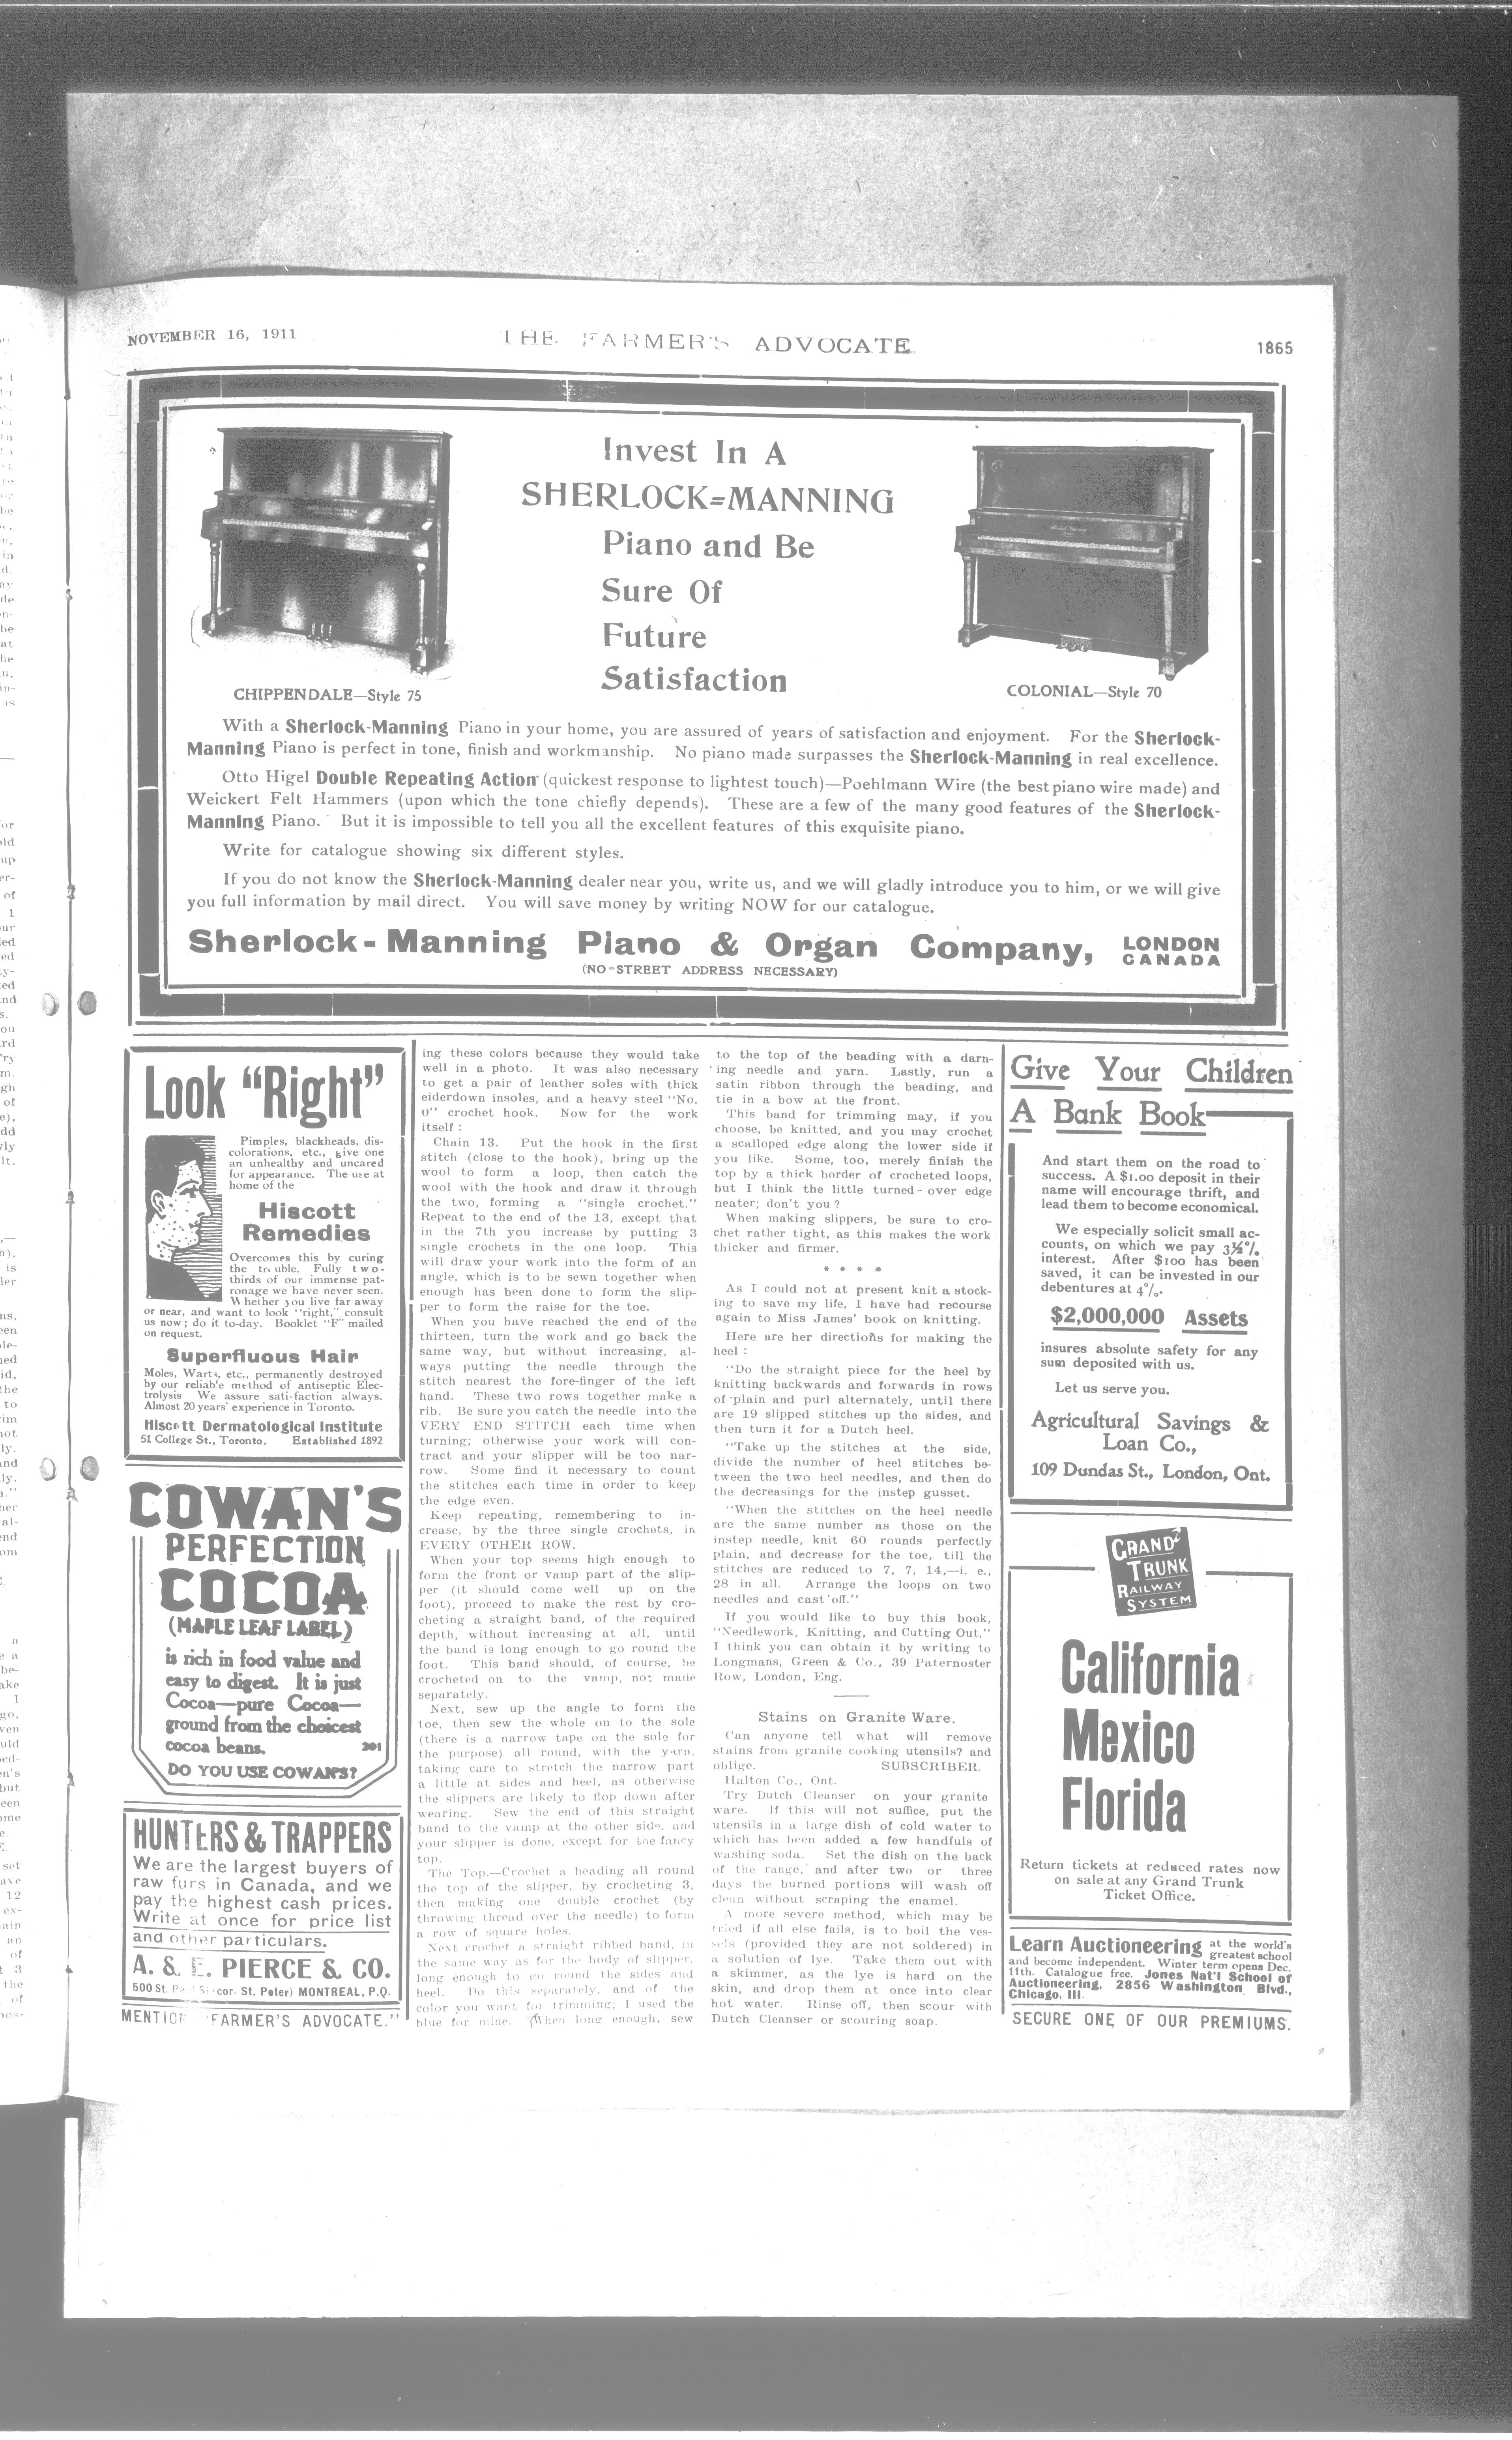 NOVEMBER 16, 1911
THE FARMER'S ADVOCATE
1865
Invest In A
SHERLOCK=MANNING
Piano and Be
Sure Of
Future
Satisfaction
CHIPPENDALE—Style 75
COLONIAL—Style 70
With a Sherlock-Manning Piano in your home, you are assured of years of satisfaction and enjoyment. For the Sherlock-
Manning Piano is perfect in tone, finish and workmanship. No piano made surpasses the Sherlock-Manning in real excellence.
Otto Higel Double Repeating Action (quickest response to lightest touch)—Poehlmann Wire (the best piano wire made) and
Weickert Felt Hammers (upon which the tone chiefly depends). These are a few of the many good features of the Sherlock-
Manning Piano. But it is impossible to tell you all the excellent features of this exquisite piano.
Write for catalogue showing six different styles.
If you do not know the Sherlock-Manning dealer near you, write us, and we will gladly introduce you to him, or we will give
you full information by mail direct. You will save money by writing NOW for our catalogue.
Sherlock-Manning Piano & Organ Company, LONDON
CANADA
(NO STREET ADDRESS NECESSARY)
Look "Right"
Pimples, blackheads, dis-
colorations, etc., give one
an unhealthy and uncared
for appearance. The use at
home of the
Hiscott
Remedies
Overcomes this by curing
the trouble. Fully two-
thirds of our immense pat-
ronage we have never seen.
Whether you live far away
or near, and want to look "right," consult
us now; do it to-day. Booklet "F" mailed
on request.
Superfluous Hair
Moles, Warts, etc., permanently destroyed
by our reliable method of antiseptic Elec-
trolysis We assure satisfaction always.
Almost 20 years' experience in Toronto.
Hiscott Dermatological Institute
51 College St., Toronto. Established 1892
COWAN'S
PERFECTION
COCOA
(MAPLE LEAF LABEL)
is rich in food value and
easy to digest. It is just
Cocoa—pure Cocoa—
ground from the choicest
cocoa beans. 201
DO YOU USE COWAN'S?
HUNTERS & TRAPPERS
We are the largest buyers of
raw furs in Canada, and we
pay the highest cash prices.
Write at once for price list
and other particulars.
A. & E. PIERCE & CO.
500 St. (cor. St. Peter) MONTREAL, P.Q.
MENTION "FARMER'S ADVOCATE."
ing these colors because they would take
well in a photo. It was also necessary
to get a pair of leather soles with thick
eiderdown insoles, and a heavy steel "No.
0" crochet hook. Now for the work
itself :
Chain 13. Put the hook in the first
stitch (close to the hook), bring up the
wool to form a loop, then catch the
wool with the hook and draw it through
the two, forming a "single crochet."
Repeat to the end of the 13, except that
in the 7th you increase by putting 3
single crochets in the one loop. This
will draw your work into the form of an
angle, which is to be sewn together when
enough has been done to form the slip-
per to form the raise for the toe.
When you have reached the end of the
thirteen, turn the work and go back the
same way, but without increasing, al-
ways putting the needle through the
stitch nearest the fore-finger of the left
hand. These two rows together make a
rib. Be sure you catch the needle into the
VERY END STITCH each time when
turning; otherwise your work will con-
tract and your slipper will be too nar-
row. Some find it necessary to count
the stitches each time in order to keep
the edge even.
Keep repeating, remembering to in-
crease, by the three single crochets, in
EVERY OTHER ROW.
When your top seems high enough to
form the front or vamp part of the slip-
per (it should come well up on the
foot), proceed to make the rest by cro-
cheting a straight band, of the required
depth, without increasing at all, until
the band is long enough to go round the
foot. This band should, of course, be
crocheted on to the vamp, not made
separately.
Next, sew up the angle to form the
toe, then sew the whole on to the sole
(there is a narrow tape on the sole for
the purpose) all round, with the yarn,
taking care to stretch the narrow part
a little at sides and heel, as otherwise
the slippers are likely to flop down after
wearing. Sew the end of this straight
band to the vamp at the other side, and
your slipper is done, except for the fancy
top.
The Top.—Crochet a beading all round
the top of the slipper, by crocheting 3,
then making one double crochet (by
throwing thread over the needle) to form
a row of square holes.
Next crochet a straight ribbed band, in
the same way as for the body of slipper,
long enough to go round the sides and
heel. Do this separately, and of the
color you want for trimming; I used the
blue for mine. When long enough, sew
to the top of the beading with a darn-
ing needle and yarn. Lastly, run a
satin ribbon through the beading, and
tie in a bow at the front.
This band for trimming may, if you
choose, be knitted, and you may crochet
a scalloped edge along the lower side if
you like. Some, too, merely finish the
top by a thick border of crocheted loops,
but I think the little turned-over edge
neater; don't you ?
When making slippers, be sure to cro-
chet rather tight, as this makes the work
thicker and firmer.
* * * *
As I could not at present knit a stock-
ing to save my life, I have had recourse
again to Miss James' book on knitting.
Here are her directions for making the
heel :
"Do the straight piece for the heel by
knitting backwards and forwards in rows
of plain and purl alternately, until there
are 19 slipped stitches up the sides, and
then turn it for a Dutch heel.
"Take up the stitches at the side,
divide the number of heel stitches be-
tween the two heel needles, and then do
the decreasings for the instep gusset.
"When the stitches on the heel needle
are the same number as those on the
instep needle, knit 60 rounds perfectly
plain, and decrease for the toe, till the
stitches are reduced to 7, 7, 14,—i. e.,
28 in all. Arrange the loops on two
needles and cast off."
If you would like to buy this book,
"Needlework, Knitting, and Cutting Out,"
I think you can obtain it by writing to
Longmans, Green & Co., 39 Paternoster
Row, London, Eng.
Stains on Granite Ware.
Can anyone tell what will remove
stains from granite cooking utensils? and
oblige. SUBSCRIBER.
Halton Co., Ont.
Try Dutch Cleanser on your granite
ware. If this will not suffice, put the
utensils in a large dish of cold water to
which has been added a few handfuls of
washing soda. Set the dish on the back
of the range, and after two or three
days the burned portions will wash off
clean without scraping the enamel.
A more severe method, which may be
tried if all else fails, is to boil the ves-
sels (provided they are not soldered) in
a solution of lye. Take them out with
a skimmer, as the lye is hard on the
skin, and drop them at once into clear
hot water. Rinse off, then scour with
Dutch Cleanser or scouring soap.
Give Your Children
A Bank Book
And start them on the road to
success. A $1.00 deposit in their
name will encourage thrift, and
lead them to become economical.
We especially solicit small ac-
counts, on which we pay 3½%
interest. After $100 has been
saved, it can be invested in our
debentures at 4%.
$2,000,000 Assets
insures absolute safety for any
sum deposited with us.
Let us serve you.
Agricultural Savings &
Loan Co.,
109 Dundas St., London, Ont.
GRAND
TRUNK
RAILWAY
SYSTEM
California
Mexico
Florida
Return tickets at reduced rates now
on sale at any Grand Trunk
Ticket Office.
Learn Auctioneering at the world's
greatest school
and become independent. Winter term opens Dec.
11th. Catalogue free. Jones Nat'l School of
Auctioneering, 2856 Washington Blvd.,
Chicago, Ill.
SECURE ONE OF OUR PREMIUMS.